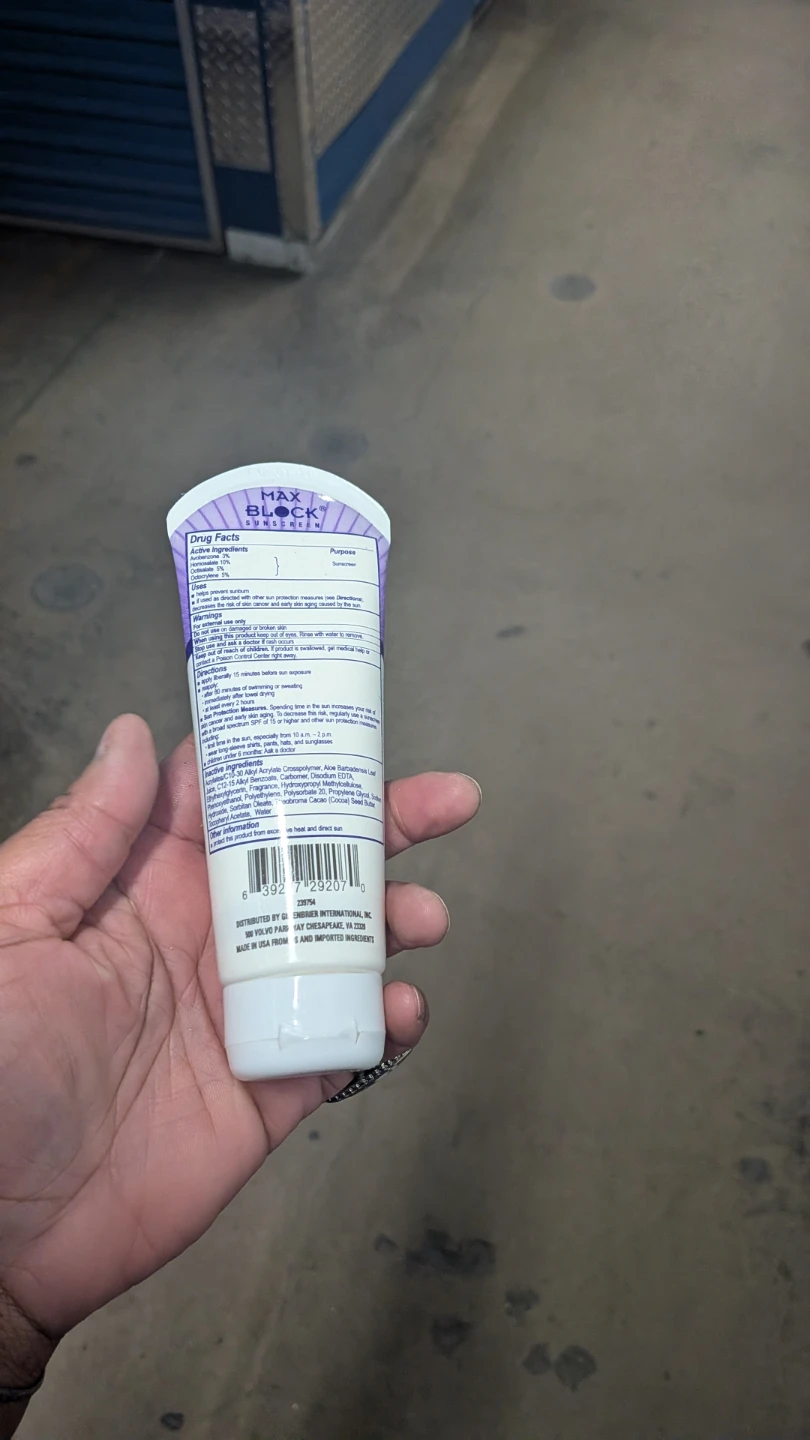 MAX
BLOCK®
SUNSCREEN
Drug Facts
Active Ingredients Purpose
Avobenzone 3%
Homosalate 10% Sunscreen
Octisalate 5%
Octocrylene 5%
Uses
■ helps prevent sunburn
■ if used as directed with other sun protection measures (see Directions),
decreases the risk of skin cancer and early skin aging caused by the sun
Warnings
For external use only
Do not use on damaged or broken skin
When using this product keep out of eyes. Rinse with water to remove.
Stop use and ask a doctor if rash occurs
Keep out of reach of children. If product is swallowed, get medical help or
contact a Poison Control Center right away.
Directions
■ apply liberally 15 minutes before sun exposure
■ reapply:
- after 80 minutes of swimming or sweating
- immediately after towel drying
- at least every 2 hours
■ Sun Protection Measures. Spending time in the sun increases your risk of
skin cancer and early skin aging. To decrease this risk, regularly use a sunscreen
with a broad spectrum SPF of 15 or higher and other sun protection measures
including:
- limit time in the sun, especially from 10 a.m. – 2 p.m.
- wear long-sleeve shirts, pants, hats, and sunglasses
■ children under 6 months: Ask a doctor
Inactive ingredients
Acrylates/C10-30 Alkyl Acrylate Crosspolymer, Aloe Barbadensis Leaf
Juice, C12-15 Alkyl Benzoate, Carbomer, Disodium EDTA,
Ethylhexylglycerin, Fragrance, Hydroxypropyl Methylcellulose,
Phenoxyethanol, Polyethylene, Polysorbate 20, Propylene Glycol, Sodium
Hydroxide, Sorbitan Oleate, Theobroma Cacao (Cocoa) Seed Butter,
Tocopheryl Acetate, Water
Other information
■ protect this product from excessive heat and direct sun
6 39277 29207 0
239754
DISTRIBUTED BY GREENBRIER INTERNATIONAL, INC.
500 VOLVO PARKWAY CHESAPEAKE, VA 23320
MADE IN USA FROM US AND IMPORTED INGREDIENTS